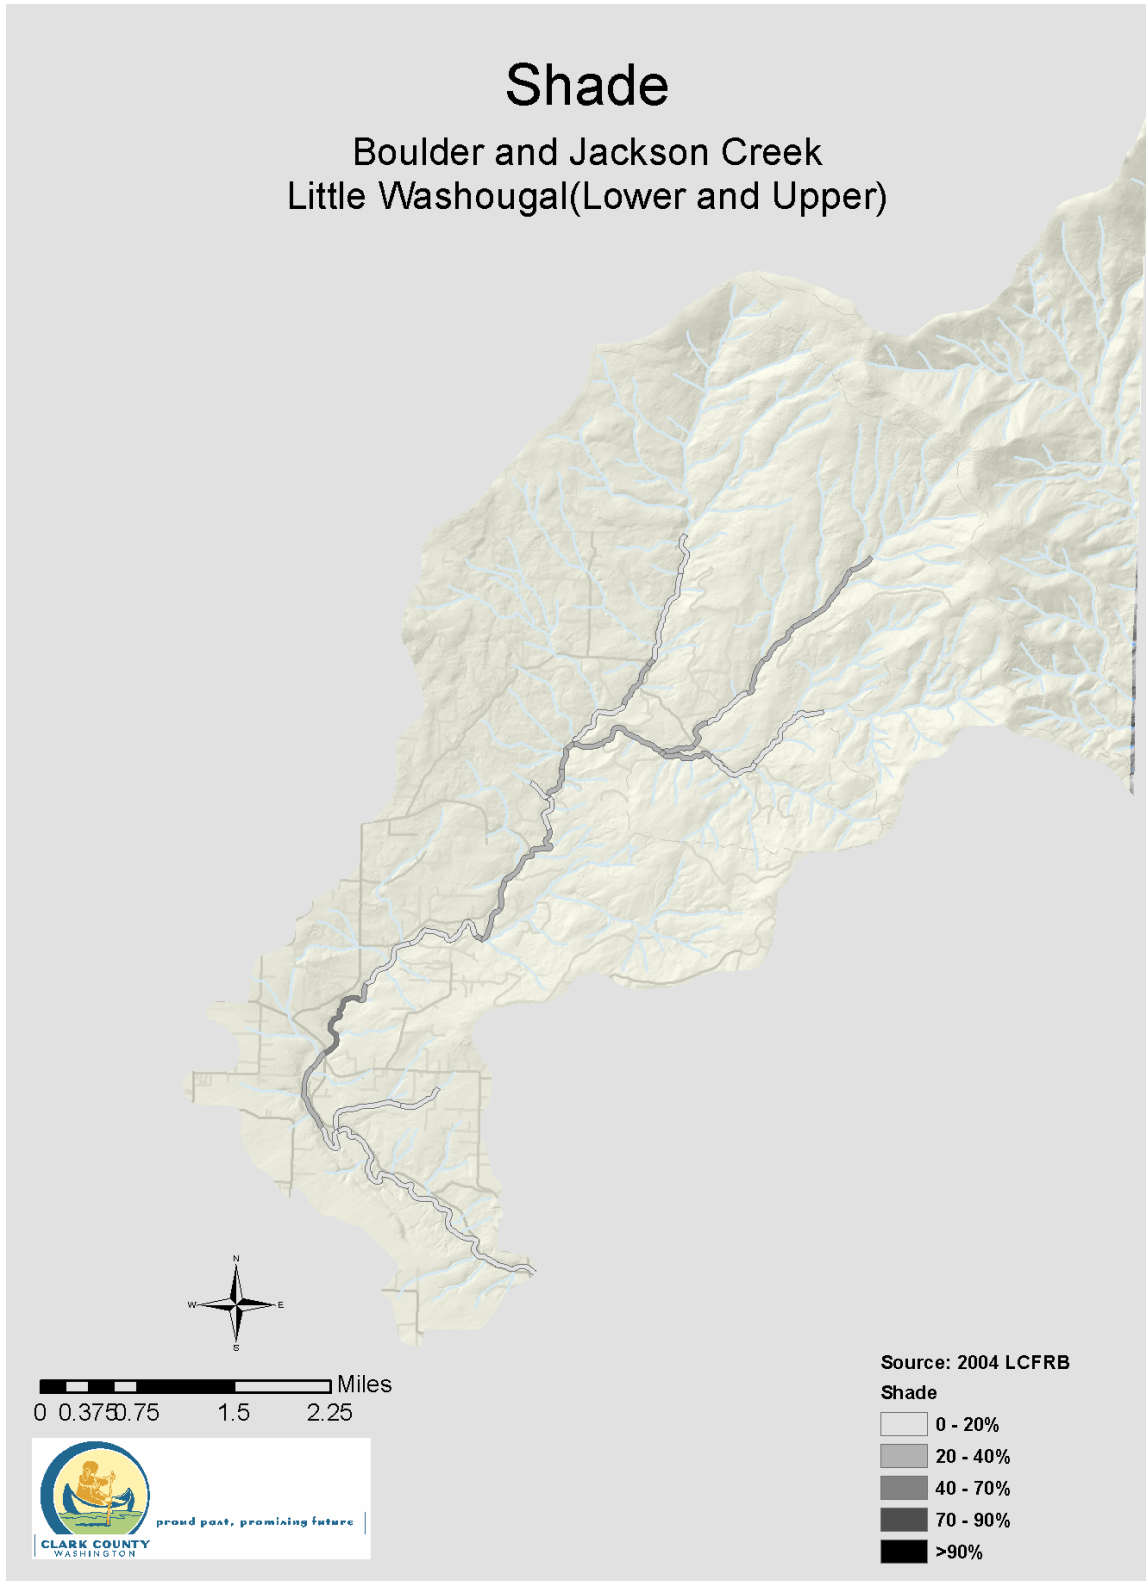 Shade
Boulder and Jackson Creek
Little Washougal(Lower and Upper)
N
W
E
S
Miles
0 0.375 0.75 1.5 2.25
Source: 2004 LCFRB
Shade
0 - 20%
20 - 40%
40 - 70%
70 - 90%
>90%
proud past, promising future
CLARK COUNTY
WASHINGTON